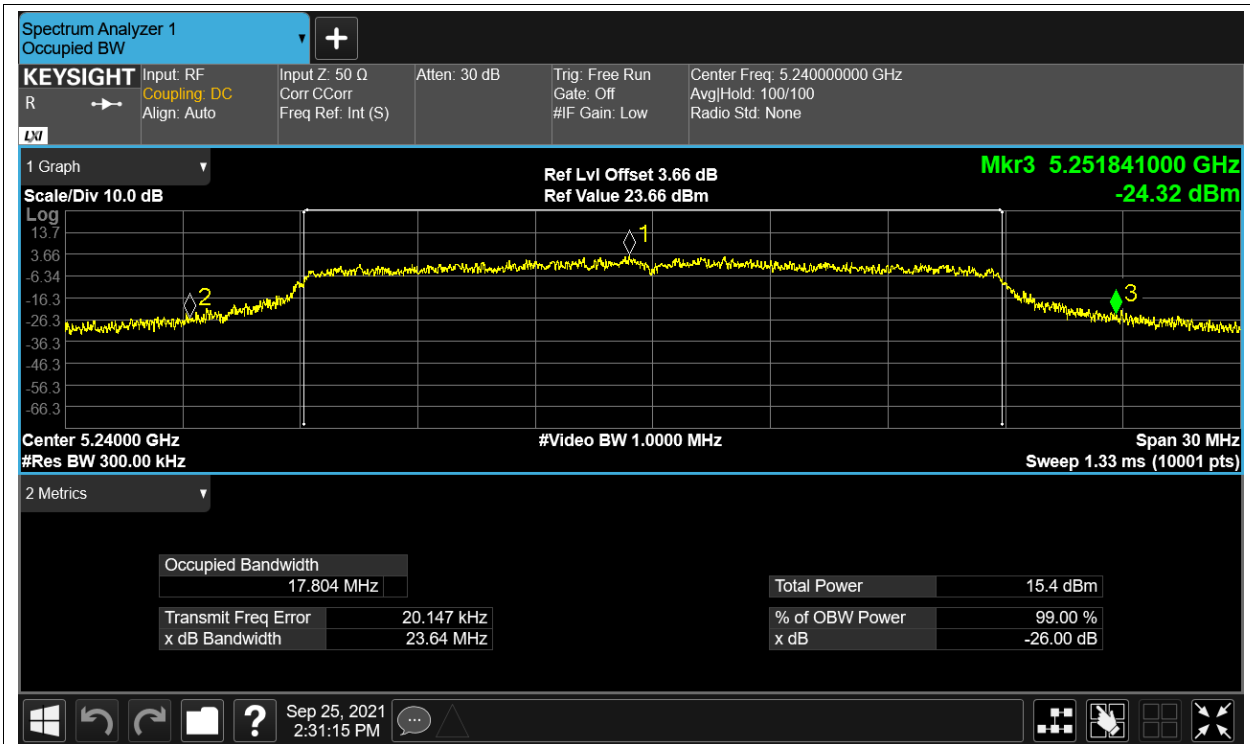 Spectrum Analyzer 1
Occupied BW
KEYSIGHT
R
LXI
Input: RF
Coupling: DC
Align: Auto
Input Z: 50 Ω
Corr CCorr
Freq Ref: Int (S)
Atten: 30 dB
Trig: Free Run
Gate: Off
#IF Gain: Low
Center Freq: 5.240000000 GHz
Avg|Hold: 100/100
Radio Std: None
1 Graph
Scale/Div 10.0 dB
Ref Lvl Offset 3.66 dB
Ref Value 23.66 dBm
Mkr3 5.251841000 GHz
-24.32 dBm
Log
13.7
3.66
-6.34
-16.3
-26.3
-36.3
-46.3
-56.3
-66.3
1
2
3
Center 5.24000 GHz
#Res BW 300.00 kHz
#Video BW 1.0000 MHz
Span 30 MHz
Sweep 1.33 ms (10001 pts)
2 Metrics
Occupied Bandwidth
17.804 MHz
Transmit Freq Error 20.147 kHz
x dB Bandwidth 23.64 MHz
Total Power 15.4 dBm
% of OBW Power 99.00 %
x dB -26.00 dB
?
Sep 25, 2021
2:31:15 PM